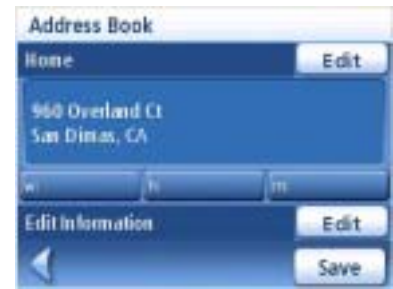 Address Book
Home Edit
960 Overland Ct
San Dimas, CA
w h m
Edit Information Edit
Save